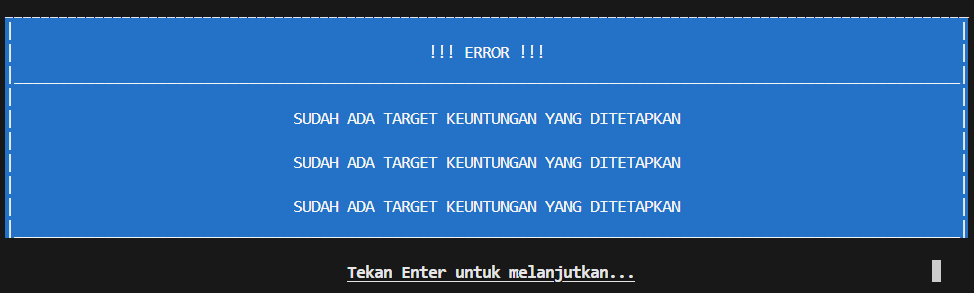 !!! ERROR !!!
SUDAH ADA TARGET KEUNTUNGAN YANG DITETAPKAN
SUDAH ADA TARGET KEUNTUNGAN YANG DITETAPKAN
SUDAH ADA TARGET KEUNTUNGAN YANG DITETAPKAN
Tekan Enter untuk melanjutkan...